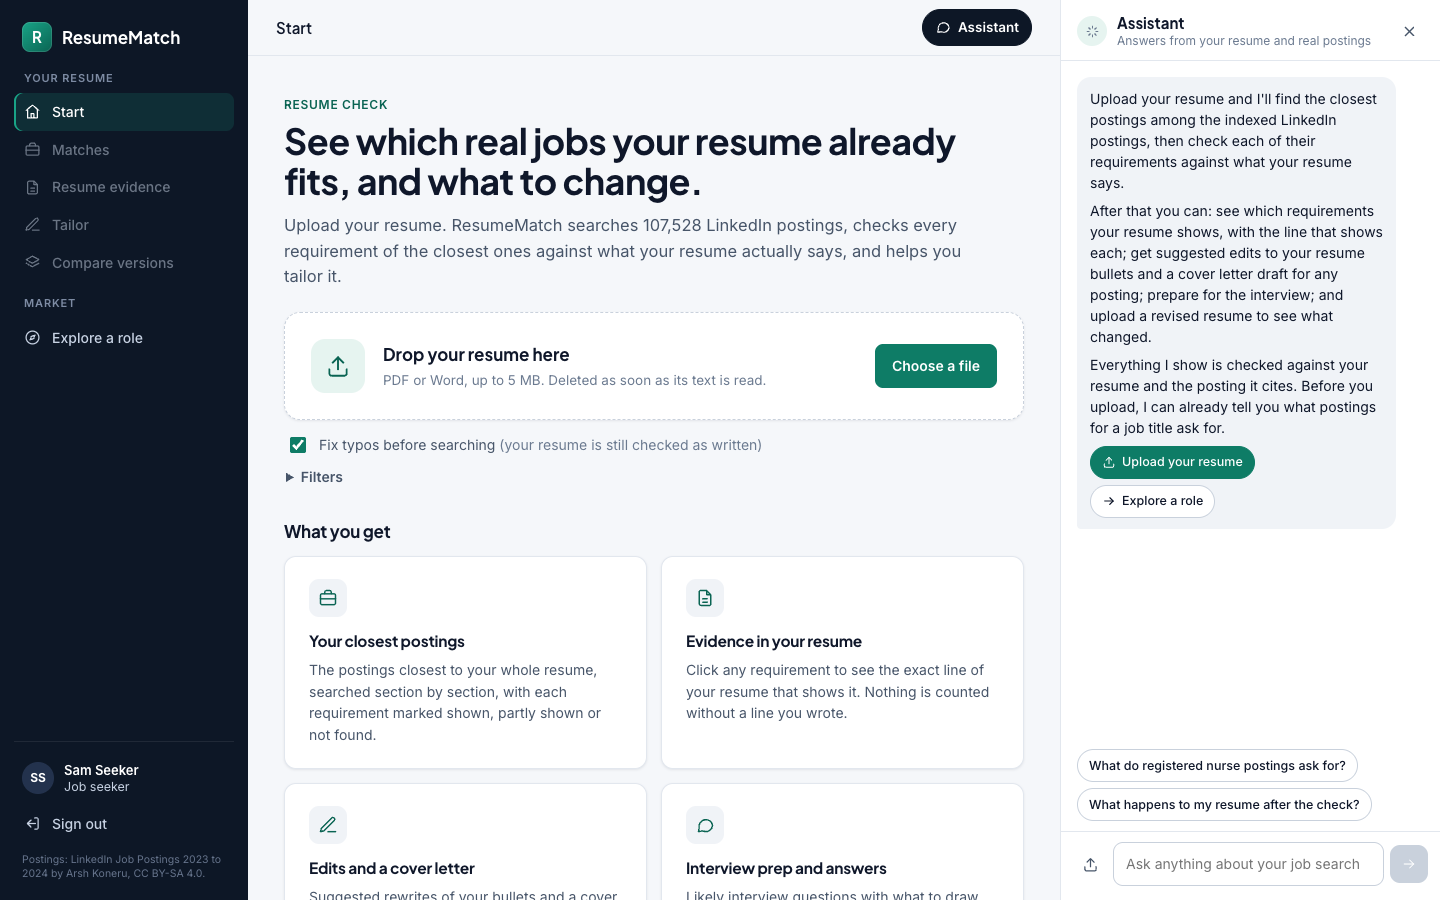 R ResumeMatch
YOUR RESUME
Start
Matches
Resume evidence
Tailor
Compare versions
MARKET
Explore a role
SS
Sam Seeker
Job seeker
Sign out
Postings: LinkedIn Job Postings 2023 to
2024 by Arsh Koneru, CC BY-SA 4.0.
Start
Assistant
RESUME CHECK
See which real jobs your resume already
fits, and what to change.
Upload your resume. ResumeMatch searches 107,528 LinkedIn postings, checks every
requirement of the closest ones against what your resume actually says, and helps you
tailor it.
Drop your resume here
PDF or Word, up to 5 MB. Deleted as soon as its text is read.
Choose a file
Fix typos before searching (your resume is still checked as written)
Filters
What you get
Your closest postings
The postings closest to your whole resume,
searched section by section, with each
requirement marked shown, partly shown or
not found.
Evidence in your resume
Click any requirement to see the exact line of
your resume that shows it. Nothing is counted
without a line you wrote.
Edits and a cover letter
Suggested rewrites of your bullets and a cover
Interview prep and answers
Likely interview questions with what to draw
Assistant
Answers from your resume and real postings
Upload your resume and I'll find the closest
postings among the indexed LinkedIn
postings, then check each of their
requirements against what your resume
says.
After that you can: see which requirements
your resume shows, with the line that shows
each; get suggested edits to your resume
bullets and a cover letter draft for any
posting; prepare for the interview; and
upload a revised resume to see what
changed.
Everything I show is checked against your
resume and the posting it cites. Before you
upload, I can already tell you what postings
for a job title ask for.
Upload your resume
Explore a role
What do registered nurse postings ask for?
What happens to my resume after the check?
Ask anything about your job search